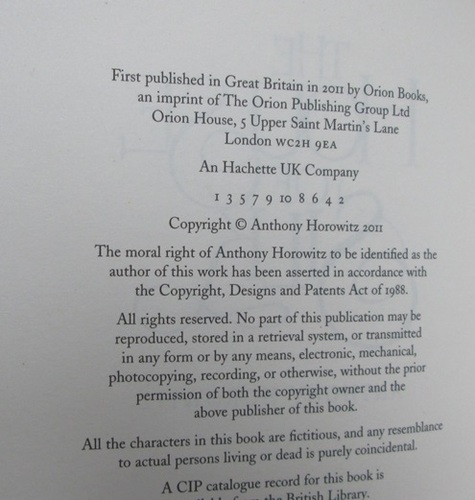 First published in Great Britain in 2011 by Orion Books,
an imprint of The Orion Publishing Group Ltd
Orion House, 5 Upper Saint Martin's Lane
London WC2H 9EA
An Hachette UK Company
1 3 5 7 9 10 8 6 4 2
Copyright © Anthony Horowitz 2011
The moral right of Anthony Horowitz to be identified as the
author of this work has been asserted in accordance with
the Copyright, Designs and Patents Act of 1988.
All rights reserved. No part of this publication may be
reproduced, stored in a retrieval system, or transmitted
in any form or by any means, electronic, mechanical,
photocopying, recording, or otherwise, without the prior
permission of both the copyright owner and the
above publisher of this book.
All the characters in this book are fictitious, and any resemblance
to actual persons living or dead is purely coincidental.
A CIP catalogue record for this book is
from the British Library.